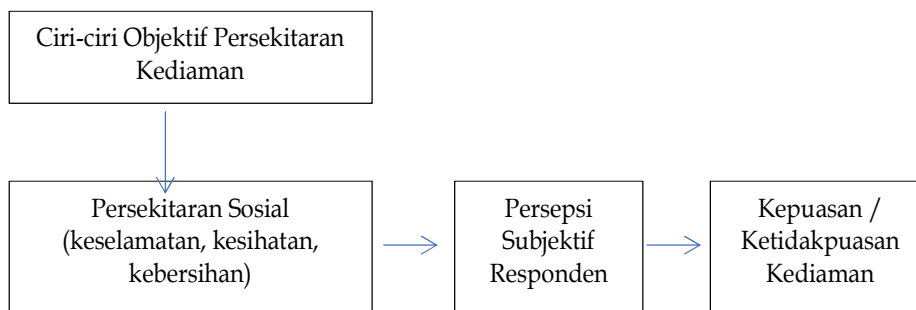 Ciri-ciri Objektif Persekitaran
Kediaman
Persekitaran Sosial
(keselamatan, kesihatan,
kebersihan)
Persepsi
Subjektif
Responden
Kepuasan /
Ketidakpuasan
Kediaman